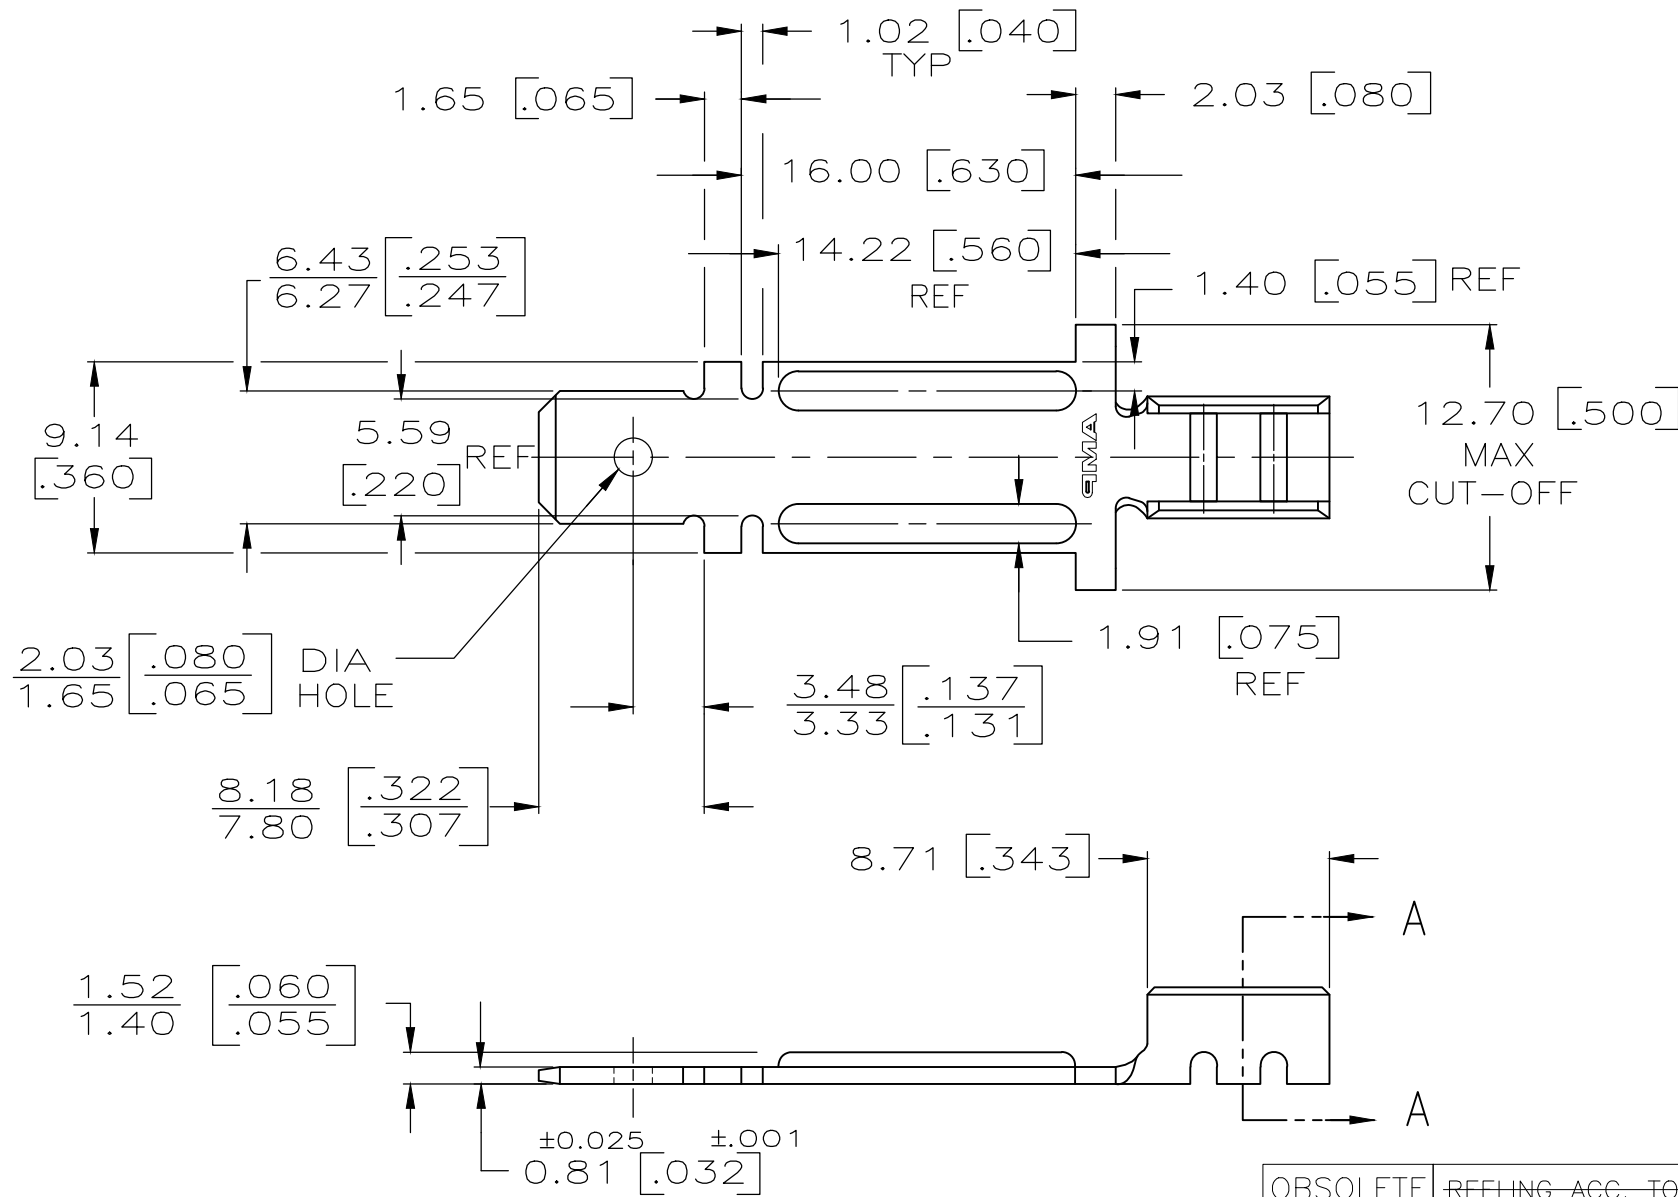 1.02 [.040]
TYP
1.65 [.065]
2.03 [.080]
16.00 [.630]
14.22 [.560]
REF
6.43 [.253
6.27 .247]
1.40 [.055] REF
9.14
[.360]
5.59
[.220]
REF
AMP
12.70 [.500]
MAX
CUT-OFF
2.03 [.080
1.65 .065]
DIA
HOLE
1.91 [.075]
REF
3.48 [.137
3.33 .131]
8.18 [.322
7.80 .307]
8.71 [.343]
A
1.52 [.060
1.40 .055]
A
±0.025 ±.001
0.81 [.032]
OBSOLETE REELING ACC. TO